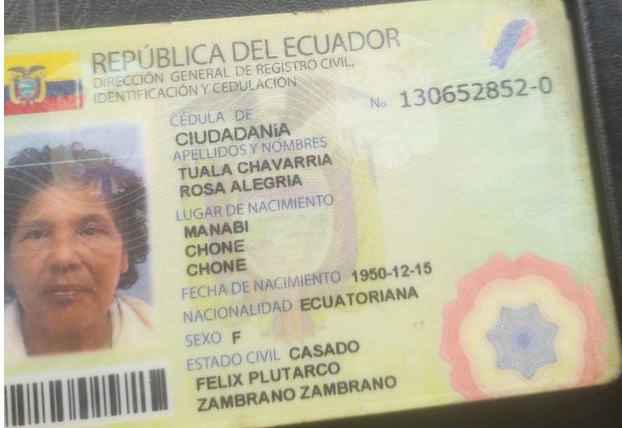 REPÚBLICA DEL ECUADOR
DIRECCIÓN GENERAL DE REGISTRO CIVIL,
IDENTIFICACIÓN Y CEDULACIÓN
No. 130652852-0
CÉDULA DE
CIUDADANÍA
APELLIDOS Y NOMBRES
TUALA CHAVARRIA
ROSA ALEGRIA
LUGAR DE NACIMIENTO
MANABI
CHONE
CHONE
FECHA DE NACIMIENTO 1950-12-15
NACIONALIDAD ECUATORIANA
SEXO F
ESTADO CIVIL CASADO
FELIX PLUTARCO
ZAMBRANO ZAMBRANO